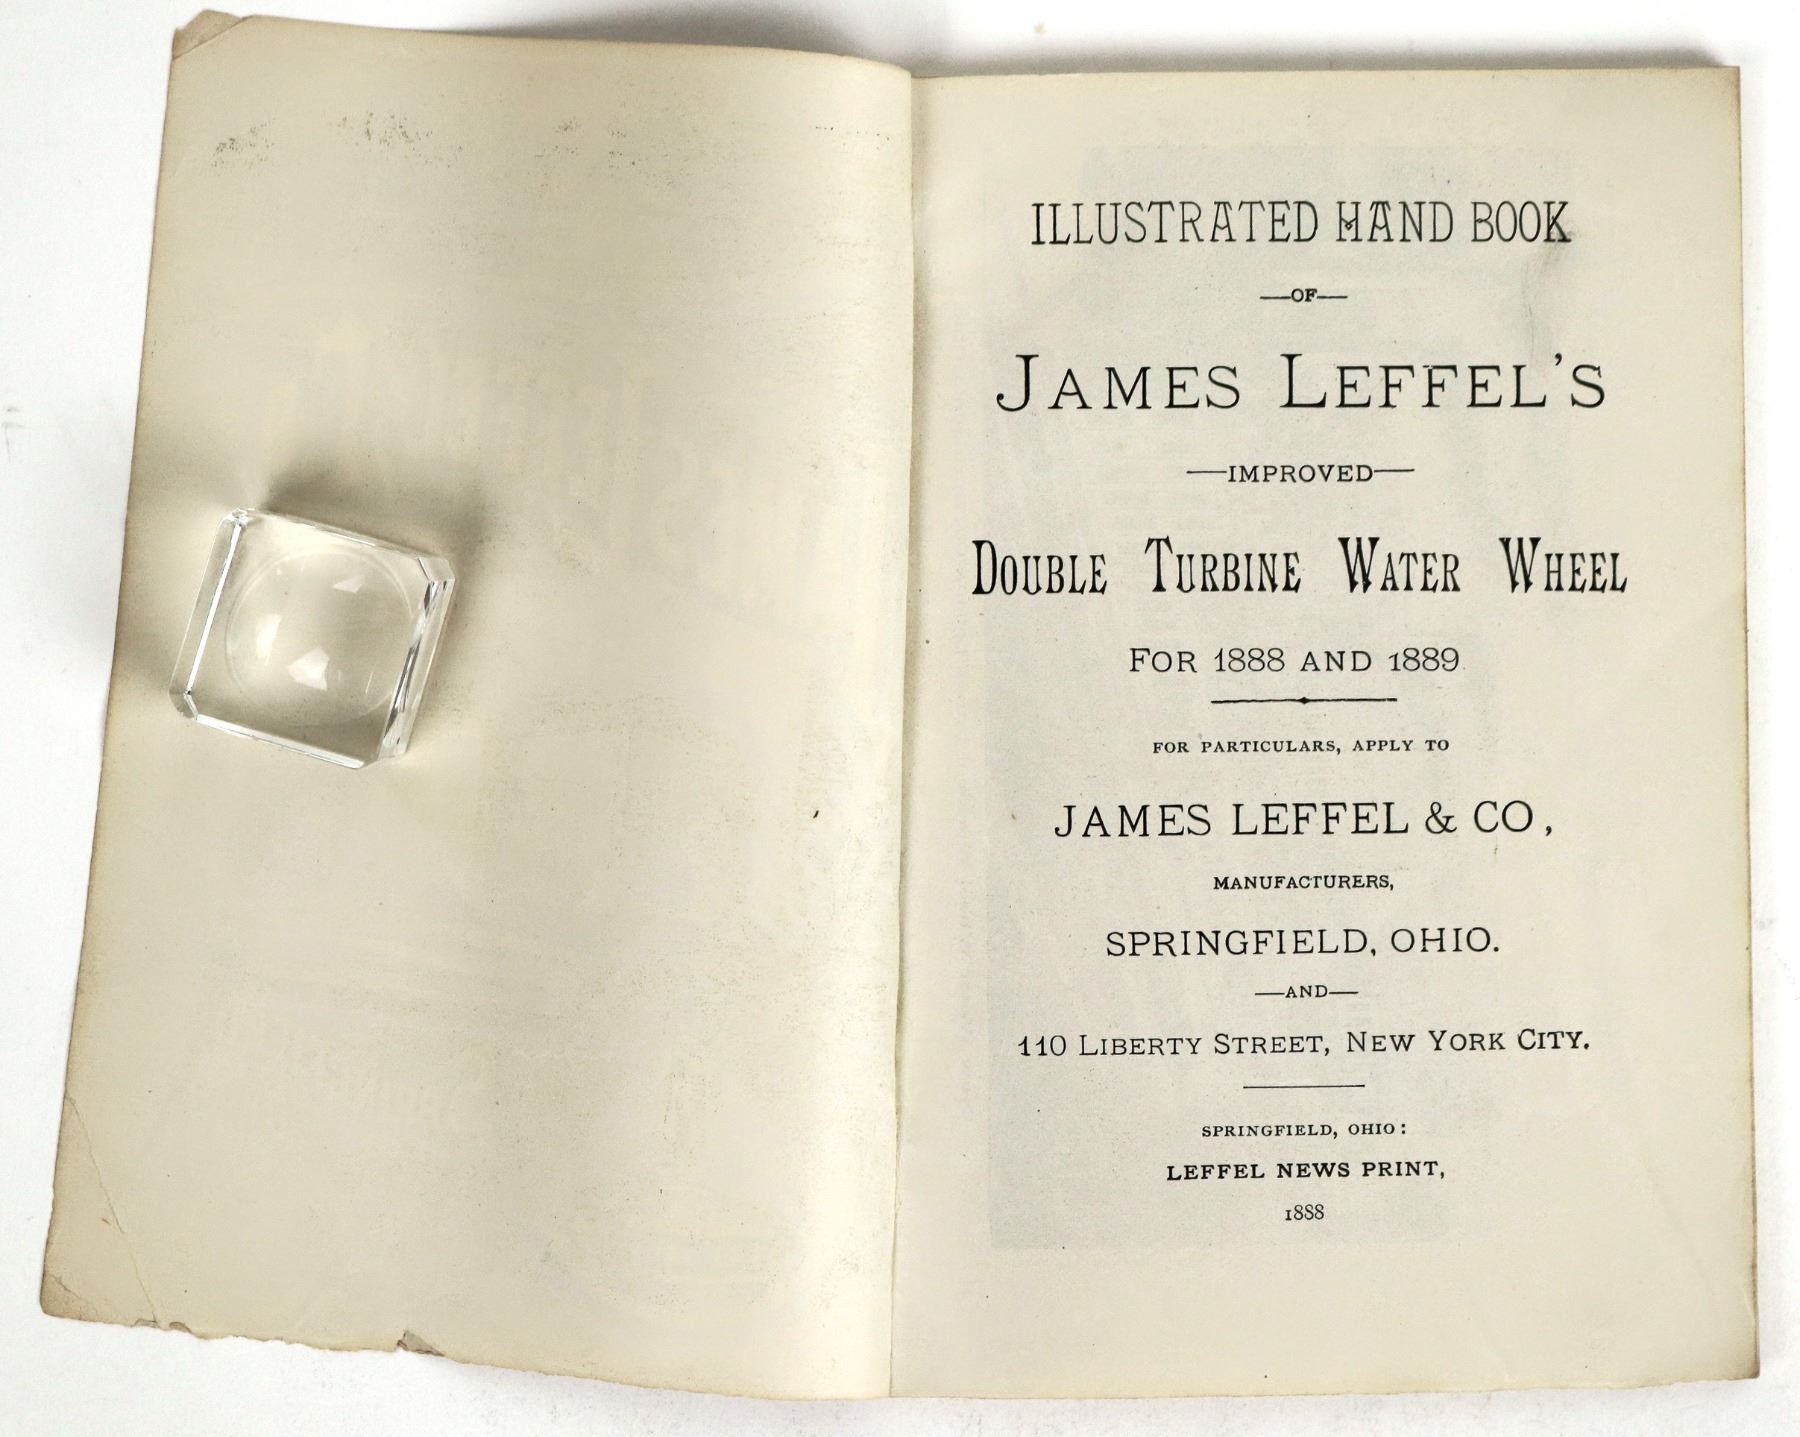 ILLUSTRATED HAND BOOK
—OF—
JAMES LEFFEL'S
—IMPROVED—
DOUBLE TURBINE WATER WHEEL
FOR 1888 AND 1889
FOR PARTICULARS, APPLY TO
JAMES LEFFEL & CO,
MANUFACTURERS,
SPRINGFIELD, OHIO.
—AND—
110 LIBERTY STREET, NEW YORK CITY.
SPRINGFIELD, OHIO:
LEFFEL NEWS PRINT,
1888